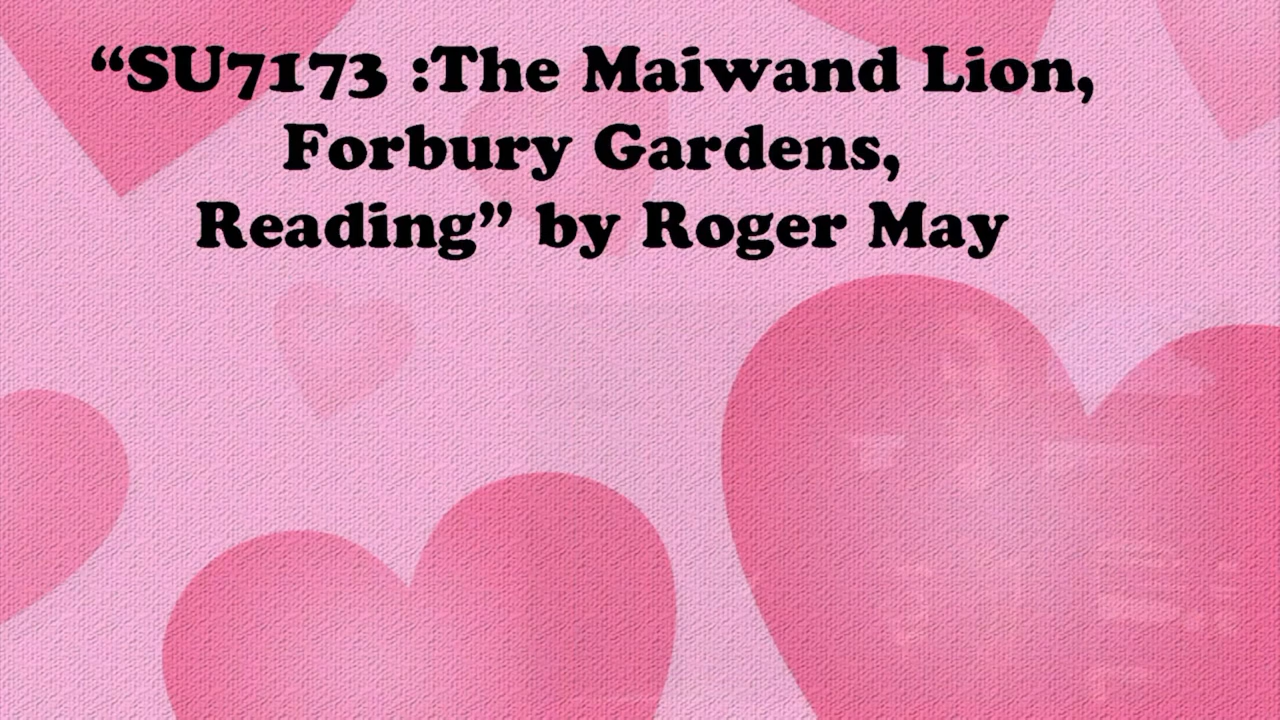 “SU7173 :The Maiwand Lion,
Forbury Gardens,
Reading” by Roger May